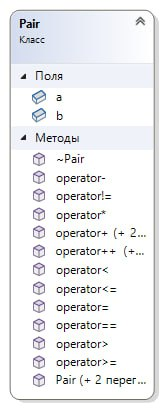 Pair
Класс
Поля
a
b
Методы
~Pair
operator-
operator!=
operator*
operator+ (+ 2...
operator++ (+...
operator<
operator<=
operator=
operator==
operator>
operator>=
Pair (+ 2 перег...